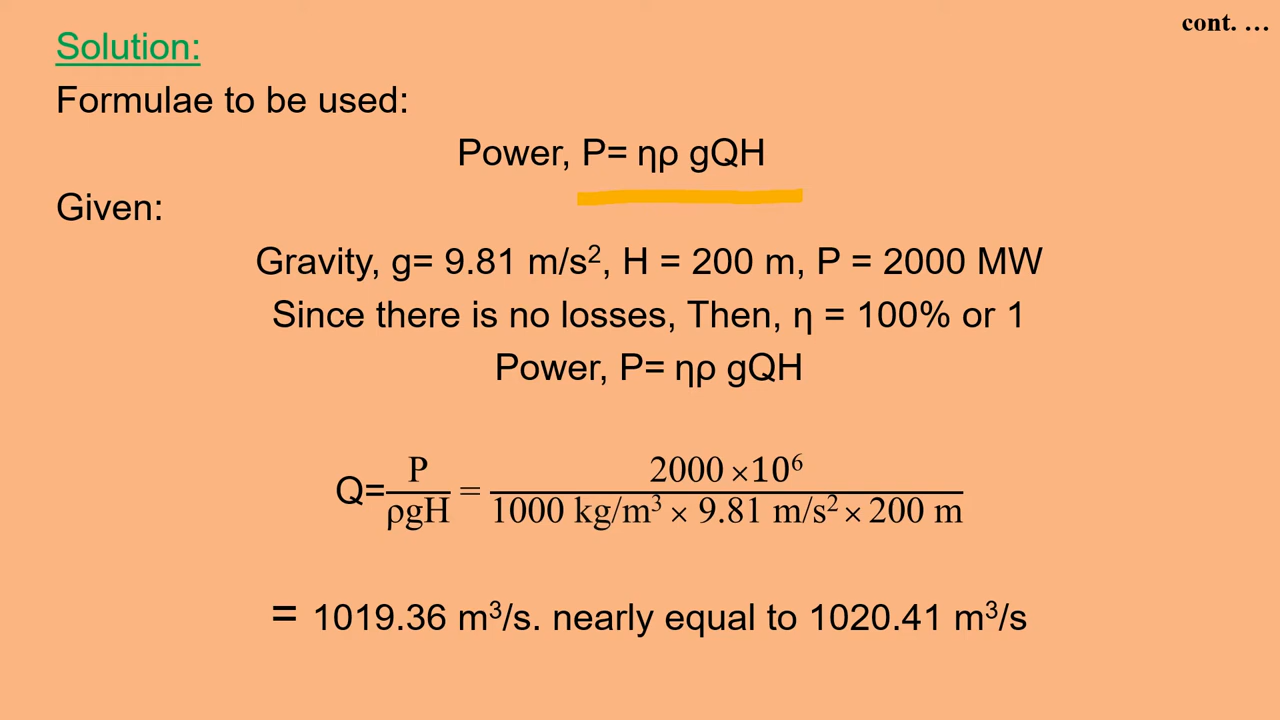 cont. …
Solution:
Formulae to be used:
Power, P= ηρ gQH
Given:
Gravity, g= 9.81 m/s², H = 200 m, P = 2000 MW
Since there is no losses, Then, η = 100% or 1
Power, P= ηρ gQH
Q= P/ρgH = 2000 ×10⁶ / 1000 kg/m³ × 9.81 m/s² × 200 m
= 1019.36 m³/s. nearly equal to 1020.41 m³/s